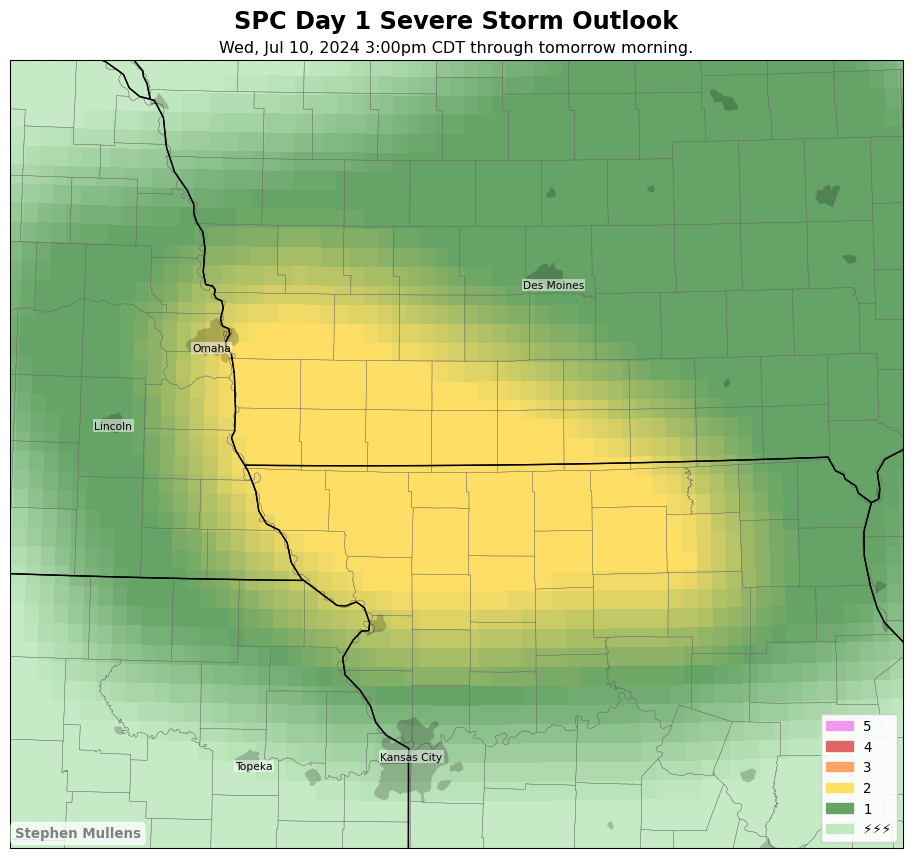 SPC Day 1 Severe Storm Outlook
Wed, Jul 10, 2024 3:00pm CDT through tomorrow morning.
Des Moines
Omaha
Lincoln
Kansas City
Topeka
5
4
3
2
1
⚡⚡⚡
Stephen Mullens